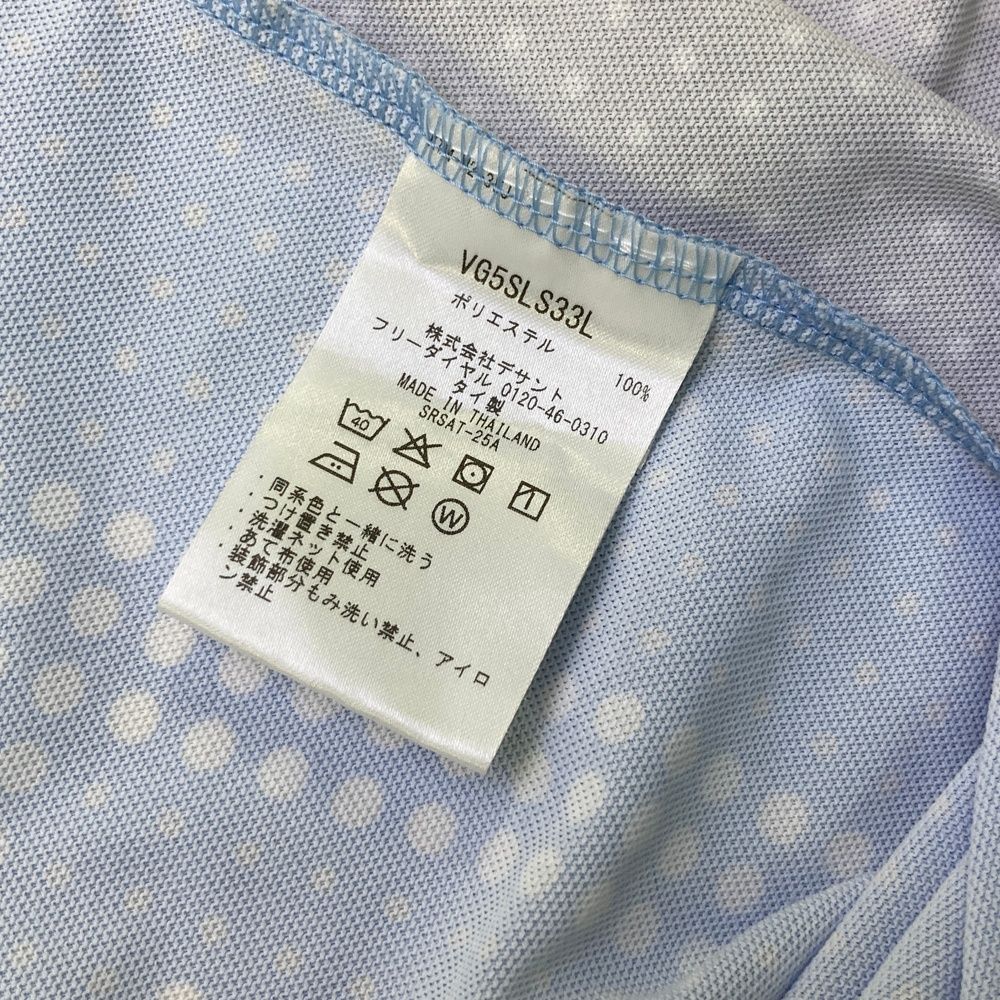 VG5SLS33L
ポリエステル 100%
株式会社デサント
フリーダイヤル 0120-46-0310
タイ製
MADE IN THAILAND
SRSAT-25A
40
1
W
・同系色と一緒に洗う
・つけ置き禁止
・洗濯ネット使用
・あて布使用
・装飾部分もみ洗い禁止、アイロ
ン禁止